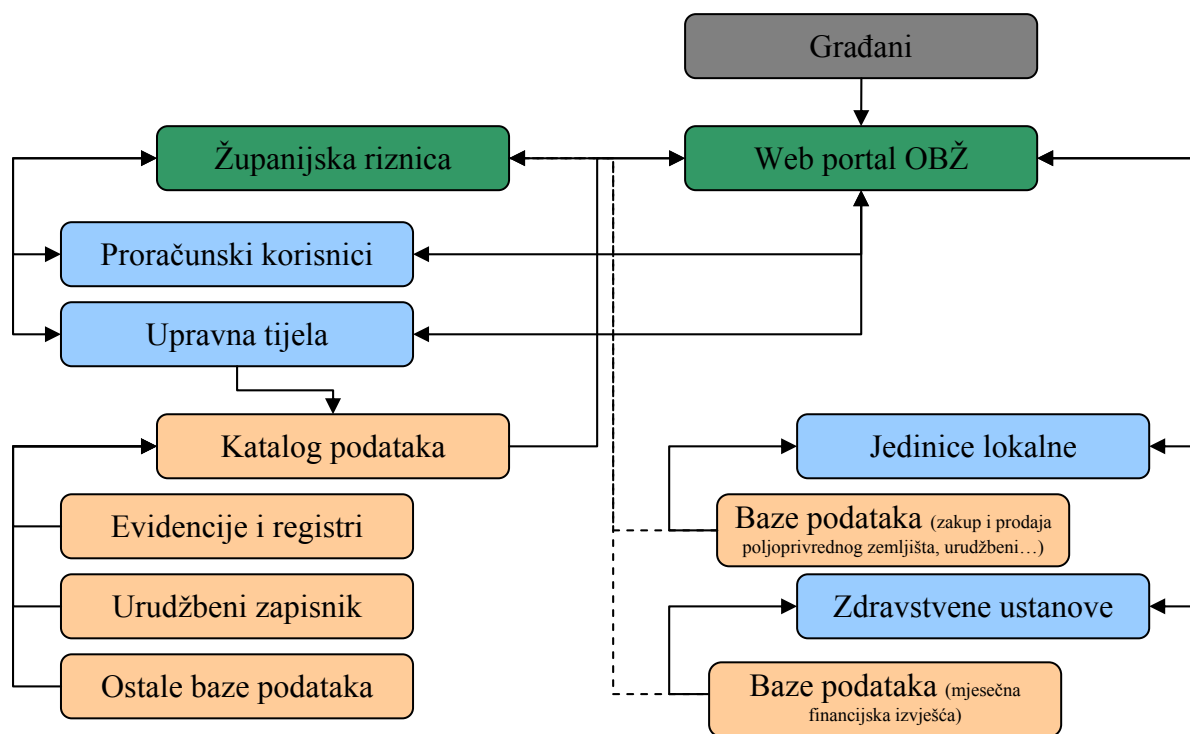 Građani
Županijska riznica
Web portal OBŽ
Proračunski korisnici
Upravna tijela
Katalog podataka
Jedinice lokalne
Evidencije i registri
Baze podataka (zakup i prodaja
poljoprivrednog zemljišta, urudžbeni…)
Urudžbeni zapisnik
Zdravstvene ustanove
Ostale baze podataka
Baze podataka (mjesečna
financijska izvješća)